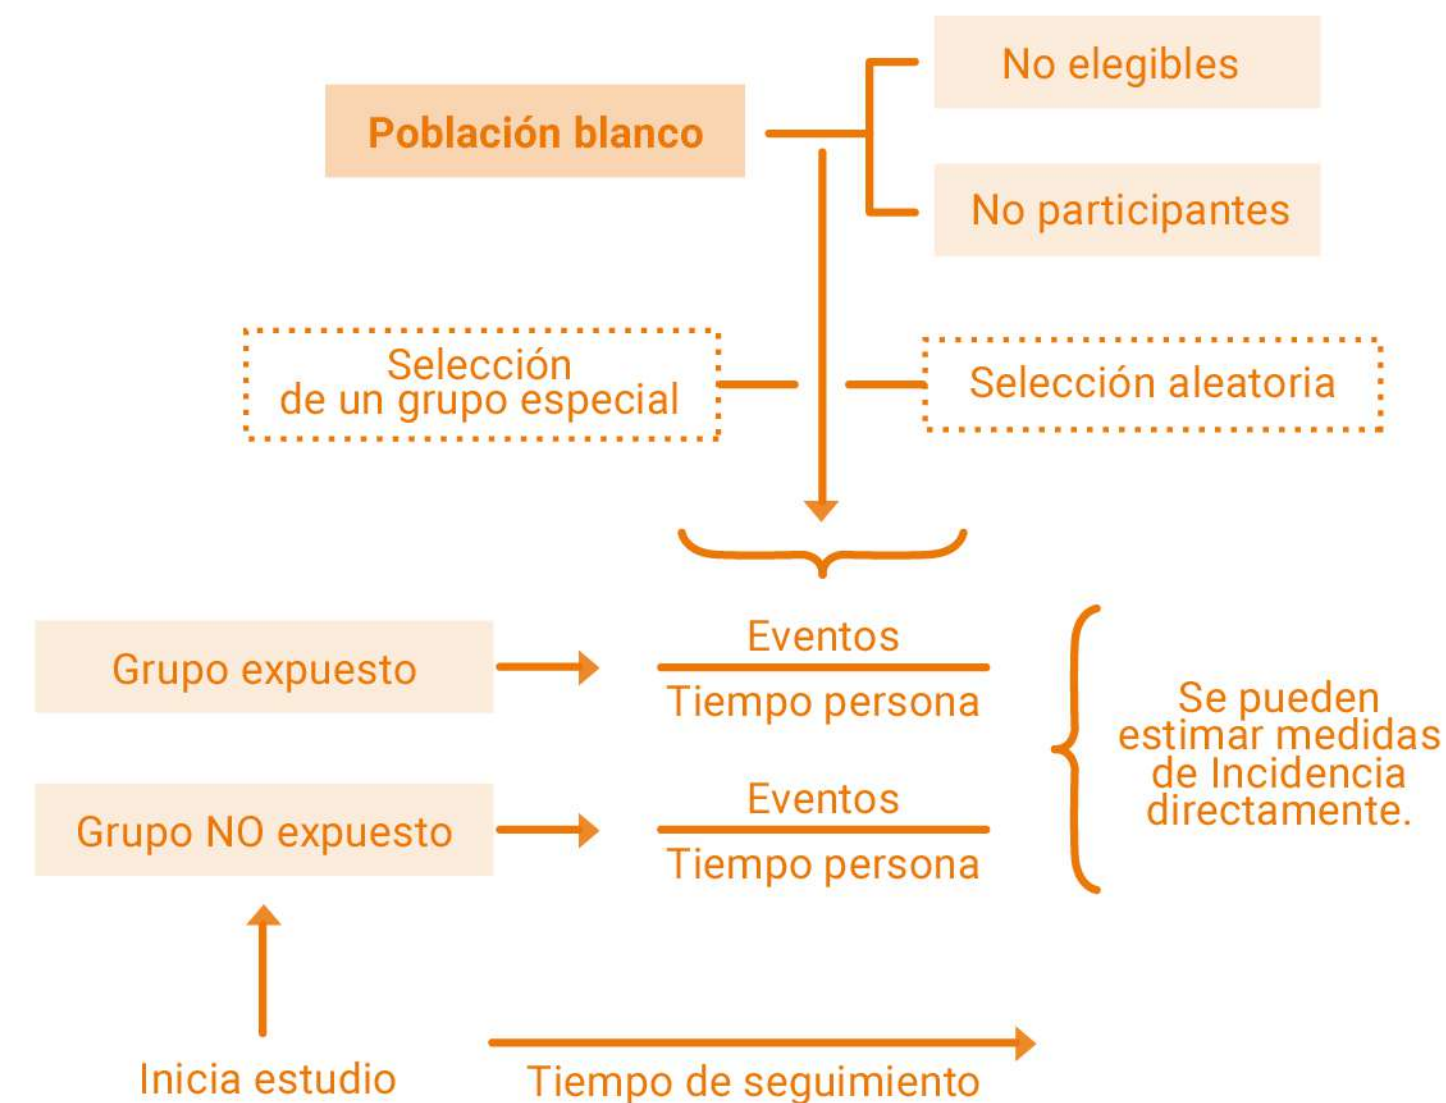 No elegibles
Población blanco
No participantes
Selección
de un grupo especial
Selección aleatoria
Eventos
Grupo expuesto
Tiempo persona
Se pueden
estimar medidas
de Incidencia
directamente.
Eventos
Grupo NO expuesto
Tiempo persona
Inicia estudio
Tiempo de seguimiento